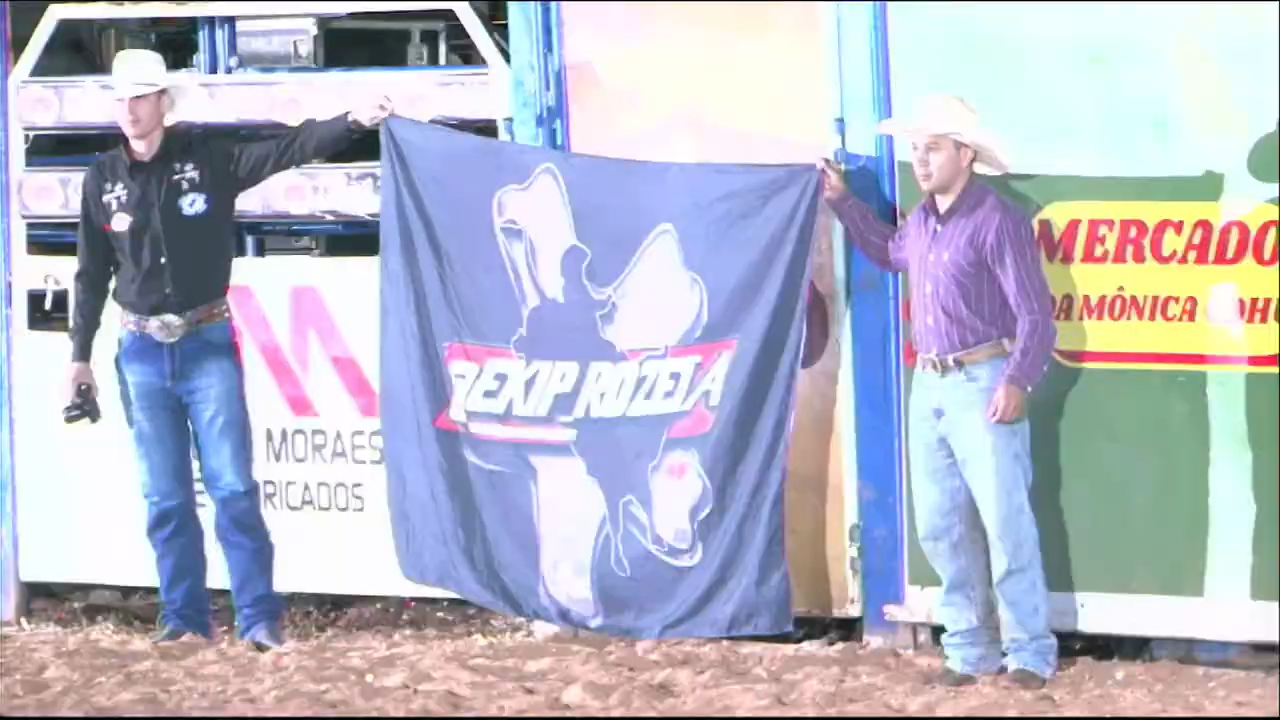 EKIP ROZETA
MORAES
RICADOS
MERCADO
DA MÔNICA